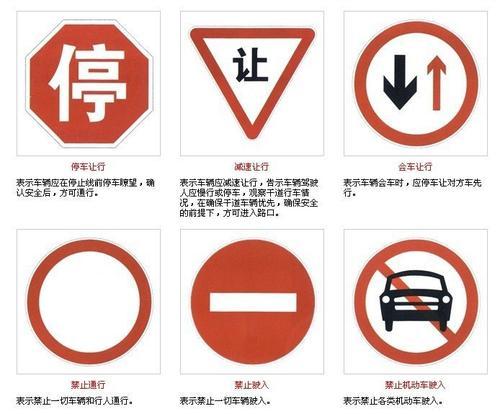 停
让
停车让行
减速让行
会车让行
表示车辆应在停止线前停车瞭望，确
认安全后，方可通行。
表示车辆应减速让行，告示车辆驾驶
人应慢行或停车，观察干道行车情
况，在确保干道车辆优先，确保安全
的前提下，方可进入路口。
表示车辆会车时，应停车让对方车先
行。
禁止通行
禁止驶入
禁止机动车驶入
表示禁止一切车辆和行人通行。
表示禁止一切车辆驶入。
表示禁止各类机动车驶入。